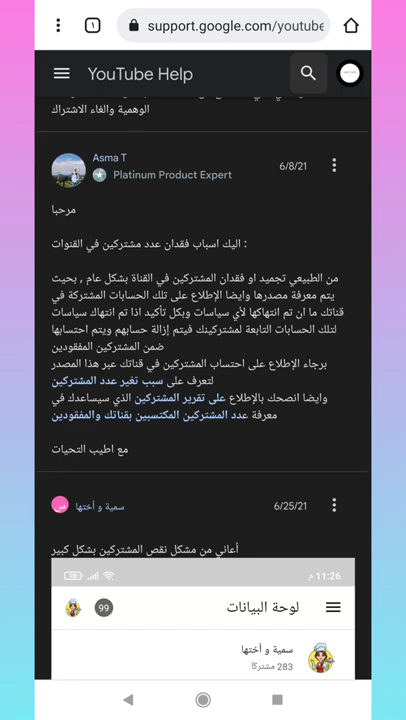 1
support.google.com/youtube
YouTube Help
الوهمية والغاء الاشتراك
Asma T
Platinum Product Expert
6/8/21
مرحبا
اليك اسباب فقدان عدد مشتركين في القنوات :
من الطبيعي تجميد او فقدان المشتركين في القناة بشكل عام , بحيث
يتم معرفة مصدرها وايضا الإطلاع على تلك الحسابات المشتركة في
قناتك ما ان تم انتهاكها لأي سياسات وبكل تأكيد اذا تم انتهاك سياسات
لتلك الحسابات التابعة لمشتركينك فيتم إزالة حسابهم ويتم احتسابها
ضمن المشتركين المفقودين
برجاء الإطلاع على احتساب المشتركين في قناتك عبر هذا المصدر
لتعرف على سبب تغير عدد المشتركين
وايضا انصحك بالإطلاع على تقرير المشتركين الذي سيساعدك في
معرفة عدد المشتركين المكتسبين بقناتك والمفقودين
مع اطيب التحيات
س
سمية و أختها
6/25/21
أعاني من مشكل نقص المشتركين بشكل كبير
11:26 م
99
لوحة البيانات
سمية و أختها
283 مشتركًا